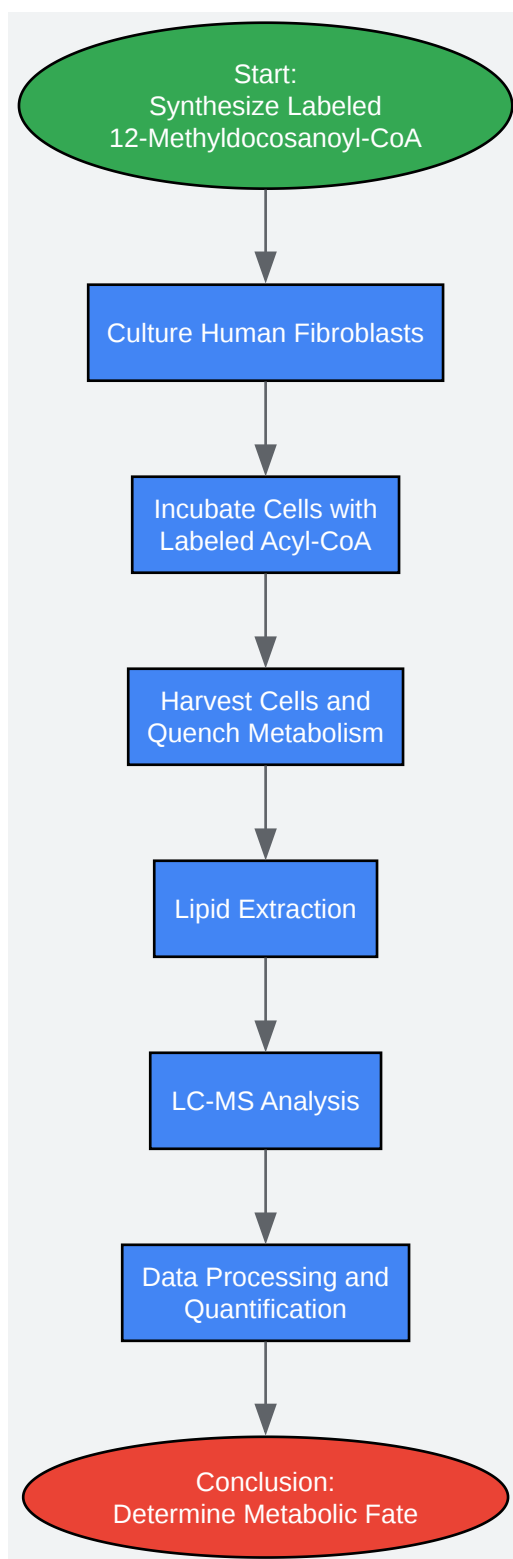 Start:
Synthesize Labeled
12-Methyldocosanoyl-CoA
Culture Human Fibroblasts
Incubate Cells with
Labeled Acyl-CoA
Harvest Cells and
Quench Metabolism
Lipid Extraction
LC-MS Analysis
Data Processing and
Quantification
Conclusion:
Determine Metabolic Fate